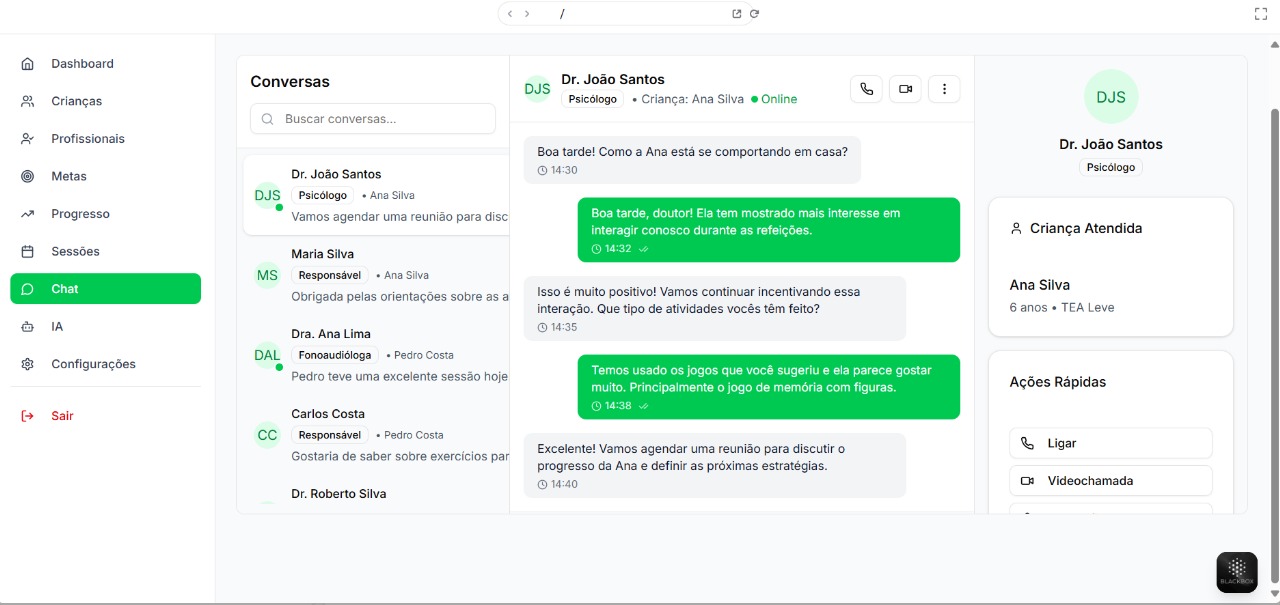 /
Dashboard
Crianças
Profissionais
Metas
Progresso
Sessões
Chat
IA
Configurações
Sair
Conversas
Buscar conversas...
DJS
Dr. João Santos
Psicólogo • Ana Silva
Vamos agendar uma reunião para disc
MS
Maria Silva
Responsável • Ana Silva
Obrigada pelas orientações sobre as a
DAL
Dra. Ana Lima
Fonoaudióloga • Pedro Costa
Pedro teve uma excelente sessão hoje
CC
Carlos Costa
Responsável • Pedro Costa
Gostaria de saber sobre exercícios par
Dr. Roberto Silva
DJS
Dr. João Santos
Psicólogo • Criança: Ana Silva Online
Boa tarde! Como a Ana está se comportando em casa?
14:30
Boa tarde, doutor! Ela tem mostrado mais interesse em
interagir conosco durante as refeições.
14:32
Isso é muito positivo! Vamos continuar incentivando essa
interação. Que tipo de atividades vocês têm feito?
14:35
Temos usado os jogos que você sugeriu e ela parece gostar
muito. Principalmente o jogo de memória com figuras.
14:38
Excelente! Vamos agendar uma reunião para discutir o
progresso da Ana e definir as próximas estratégias.
14:40
DJS
Dr. João Santos
Psicólogo
Criança Atendida
Ana Silva
6 anos • TEA Leve
Ações Rápidas
Ligar
Videochamada
BLACKBOX